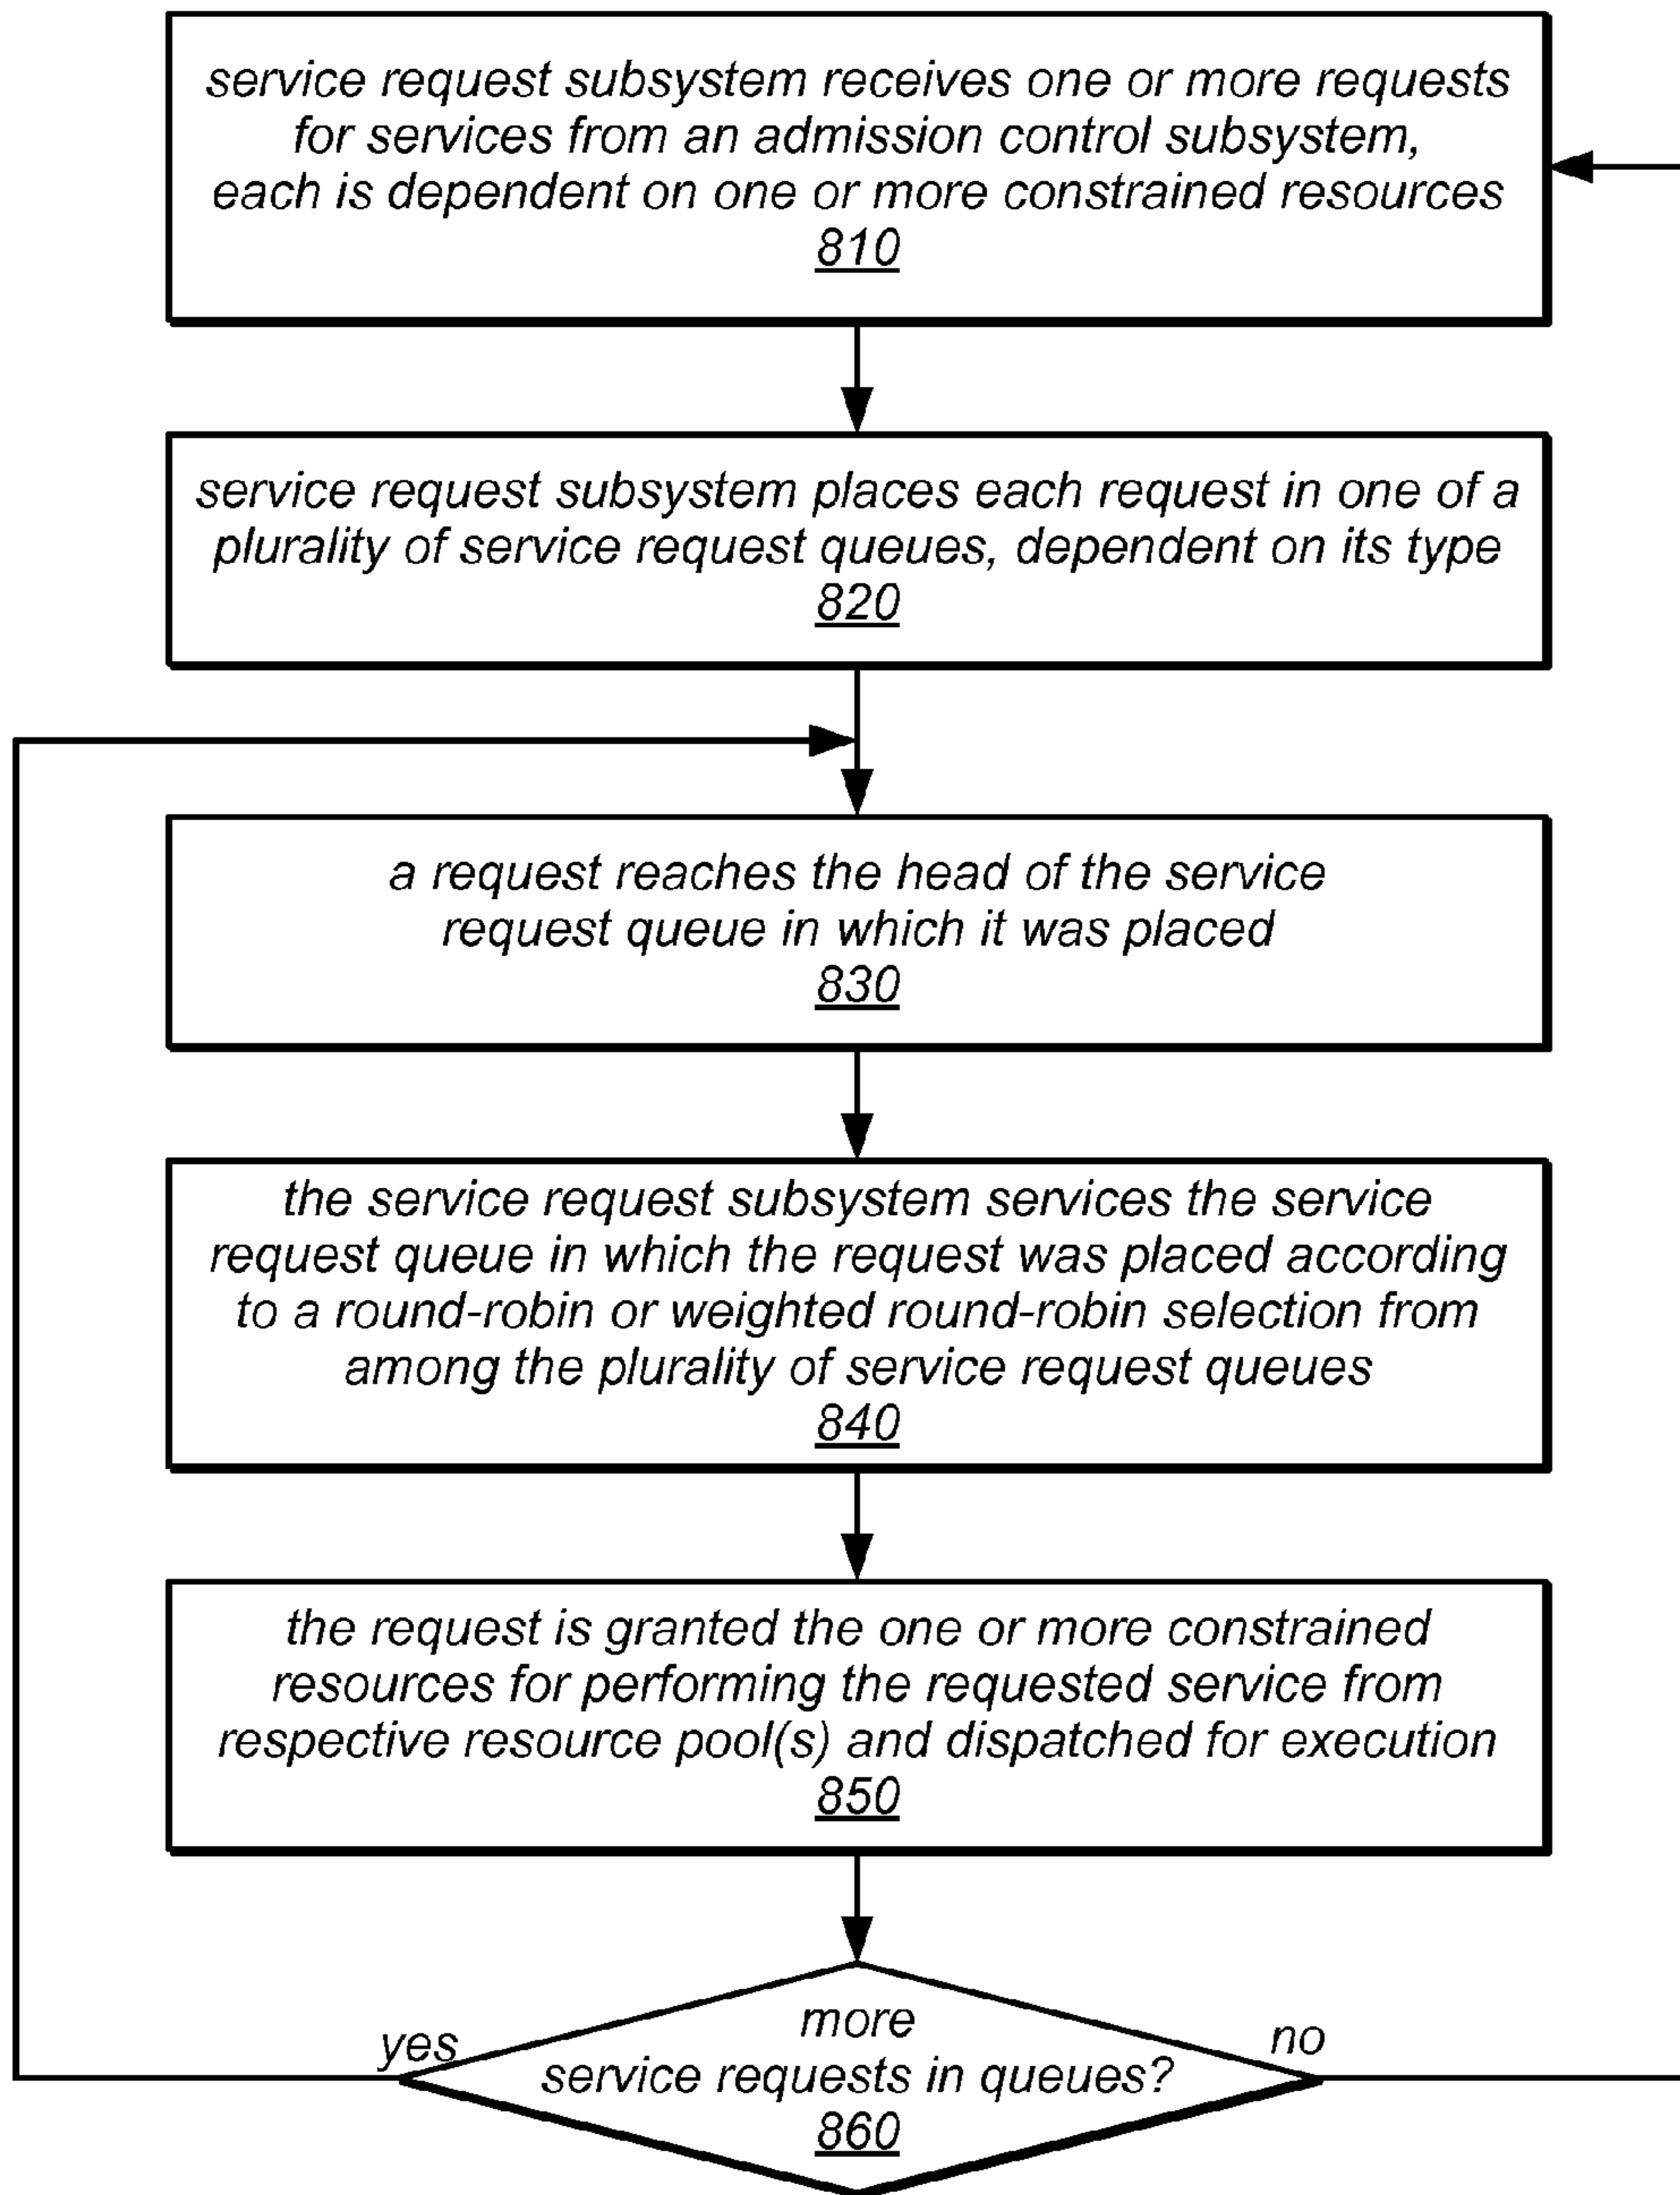 service request subsystem receives one or more requests
for services from an admission control subsystem,
each is dependent on one or more constrained resources
810
service request subsystem places each request in one of a
plurality of service request queues, dependent on its type
820
a request reaches the head of the service
request queue in which it was placed
830
the service request subsystem services the service
request queue in which the request was placed according
to a round-robin or weighted round-robin selection from
among the plurality of service request queues
840
the request is granted the one or more constrained
resources for performing the requested service from
respective resource pool(s) and dispatched for execution
850
yes
more
service requests in queues?
860
no